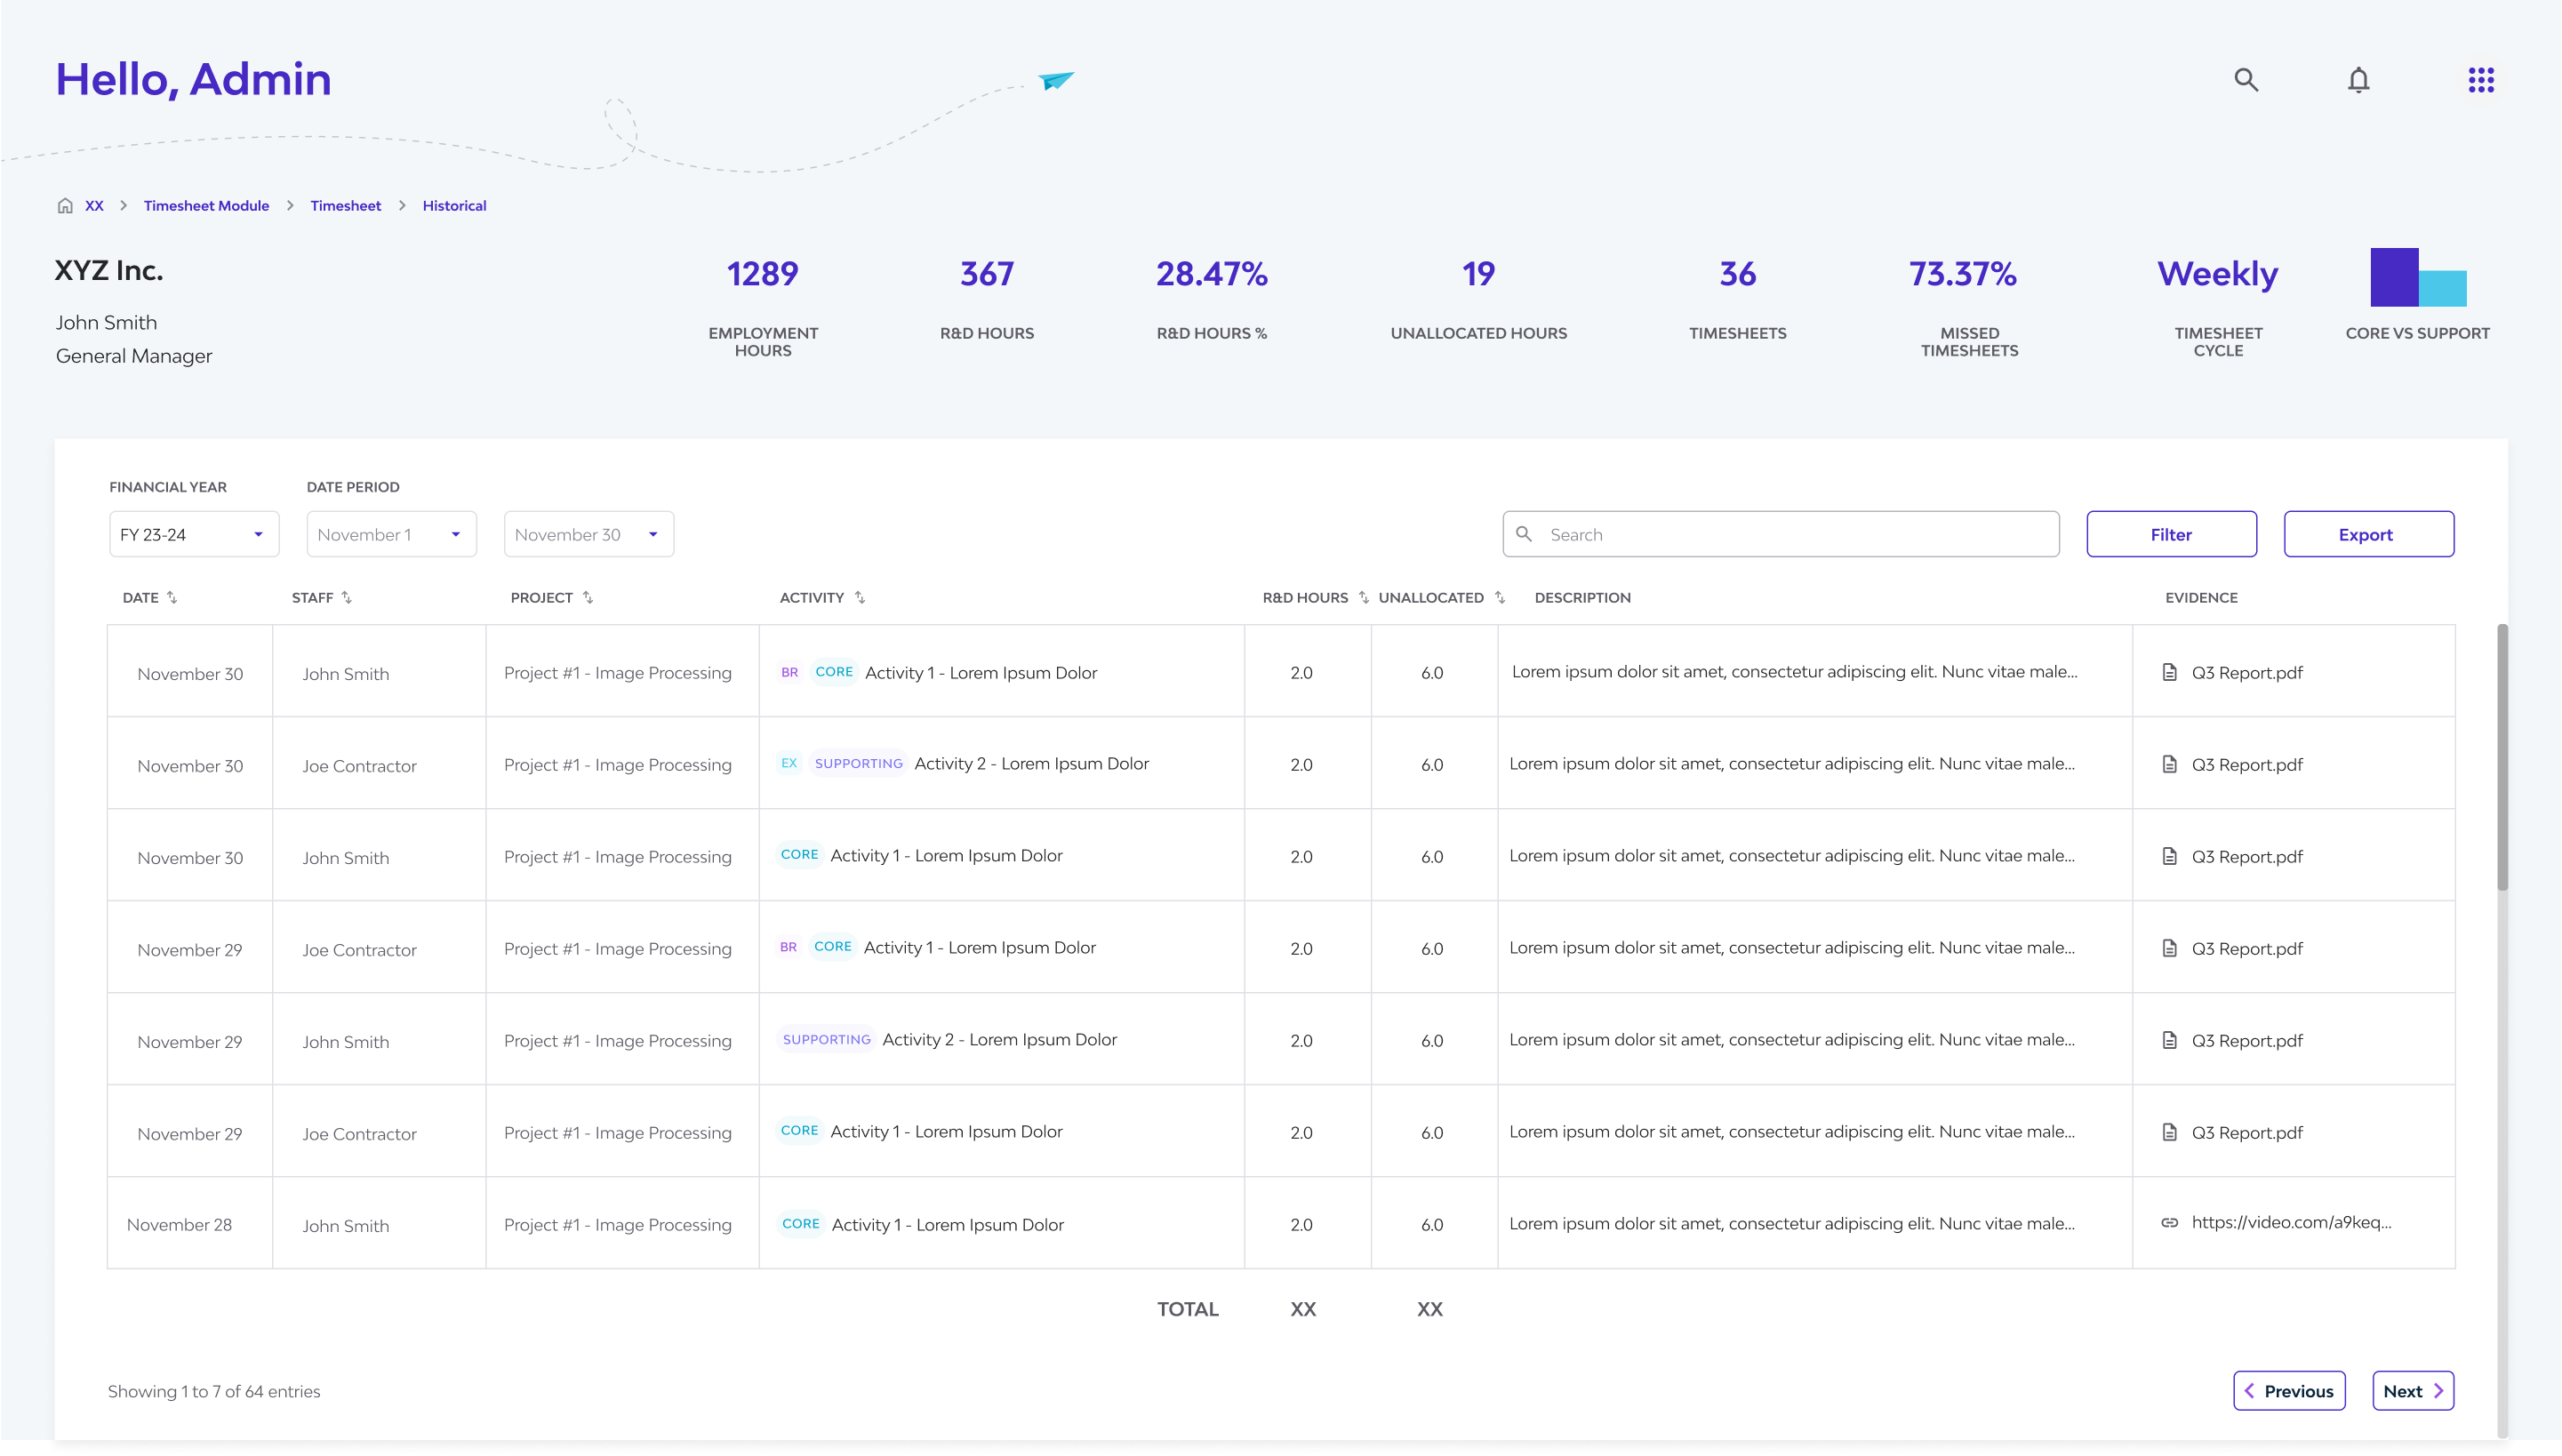 Hello, Admin
XX > Timesheet Module > Timesheet > Historical
XYZ Inc.
John Smith
General Manager
1289
EMPLOYMENT
HOURS
367
R&D HOURS
28.47%
R&D HOURS %
19
UNALLOCATED HOURS
36
TIMESHEETS
73.37%
MISSED
TIMESHEETS
Weekly
TIMESHEET
CYCLE
CORE VS SUPPORT
FINANCIAL YEAR DATE PERIOD
FY 23-24 November 1 November 30 Search Filter Export
DATE STAFF PROJECT ACTIVITY R&D HOURS UNALLOCATED DESCRIPTION EVIDENCE
November 30 John Smith Project #1 - Image Processing BR CORE Activity 1 - Lorem Ipsum Dolor 2.0 6.0 Lorem ipsum dolor sit amet, consectetur adipiscing elit. Nunc vitae male... Q3 Report.pdf
November 30 Joe Contractor Project #1 - Image Processing EX SUPPORTING Activity 2 - Lorem Ipsum Dolor 2.0 6.0 Lorem ipsum dolor sit amet, consectetur adipiscing elit. Nunc vitae male... Q3 Report.pdf
November 30 John Smith Project #1 - Image Processing CORE Activity 1 - Lorem Ipsum Dolor 2.0 6.0 Lorem ipsum dolor sit amet, consectetur adipiscing elit. Nunc vitae male... Q3 Report.pdf
November 29 Joe Contractor Project #1 - Image Processing BR CORE Activity 1 - Lorem Ipsum Dolor 2.0 6.0 Lorem ipsum dolor sit amet, consectetur adipiscing elit. Nunc vitae male... Q3 Report.pdf
November 29 John Smith Project #1 - Image Processing SUPPORTING Activity 2 - Lorem Ipsum Dolor 2.0 6.0 Lorem ipsum dolor sit amet, consectetur adipiscing elit. Nunc vitae male... Q3 Report.pdf
November 29 Joe Contractor Project #1 - Image Processing CORE Activity 1 - Lorem Ipsum Dolor 2.0 6.0 Lorem ipsum dolor sit amet, consectetur adipiscing elit. Nunc vitae male... Q3 Report.pdf
November 28 John Smith Project #1 - Image Processing CORE Activity 1 - Lorem Ipsum Dolor 2.0 6.0 Lorem ipsum dolor sit amet, consectetur adipiscing elit. Nunc vitae male... https://video.com/a9keq...
TOTAL XX XX
Showing 1 to 7 of 64 entries Previous Next